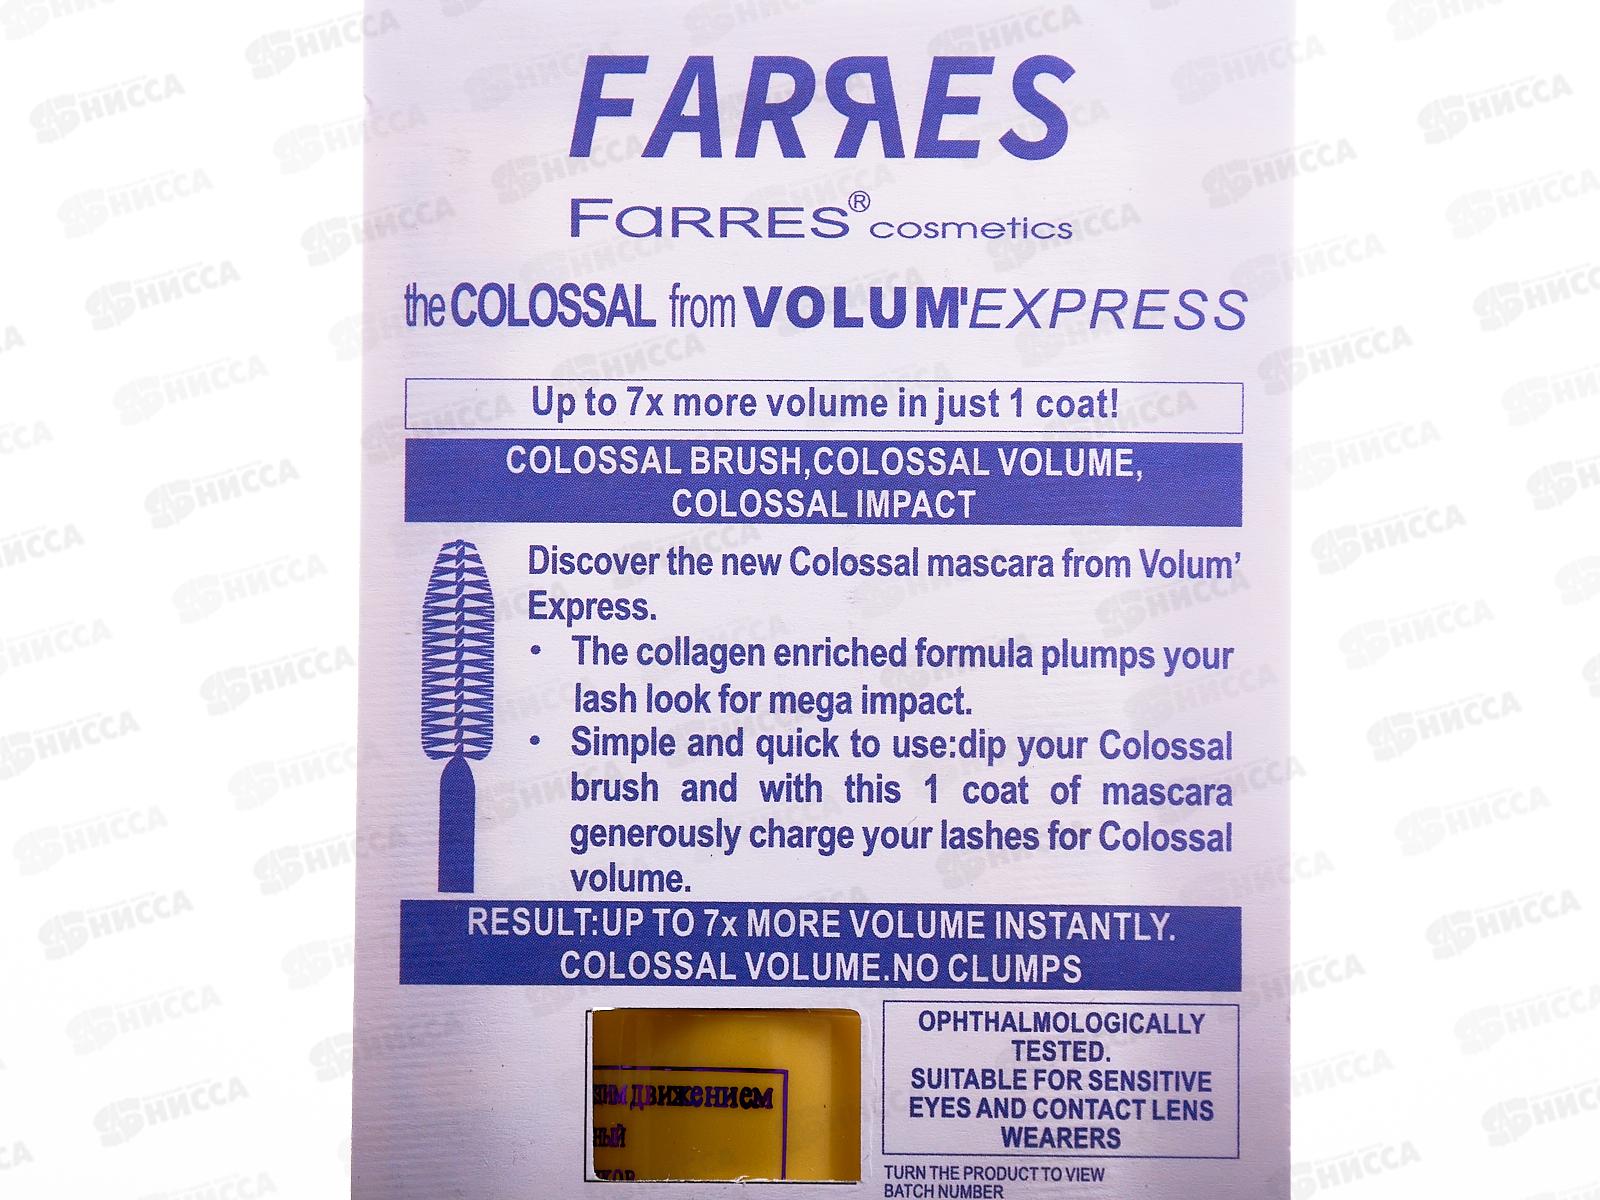 FARRES
FARRES® cosmetics
the COLOSSAL from VOLUM'EXPRESS
Up to 7x more volume in just 1 coat!
COLOSSAL BRUSH,COLOSSAL VOLUME,
COLOSSAL IMPACT
Discover the new Colossal mascara from Volum'
Express.
• The collagen enriched formula plumps your
lash look for mega impact.
• Simple and quick to use:dip your Colossal
brush and with this 1 coat of mascara
generously charge your lashes for Colossal
volume.
RESULT:UP TO 7x MORE VOLUME INSTANTLY.
COLOSSAL VOLUME.NO CLUMPS
движением
OPHTHALMOLOGICALLY
TESTED.
SUITABLE FOR SENSITIVE
EYES AND CONTACT LENS
WEARERS
TURN THE PRODUCT TO VIEW
BATCH NUMBER
НИССА